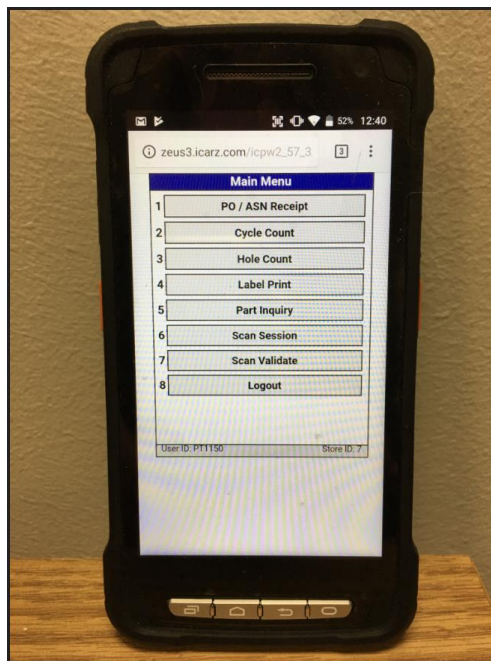 52% 12:40
zeus3.icarz.com/icpw2_57_3
3
Main Menu
1 PO / ASN Receipt
2 Cycle Count
3 Hole Count
4 Label Print
5 Part Inquiry
6 Scan Session
7 Scan Validate
8 Logout
User ID: PT1150 Store ID: 7